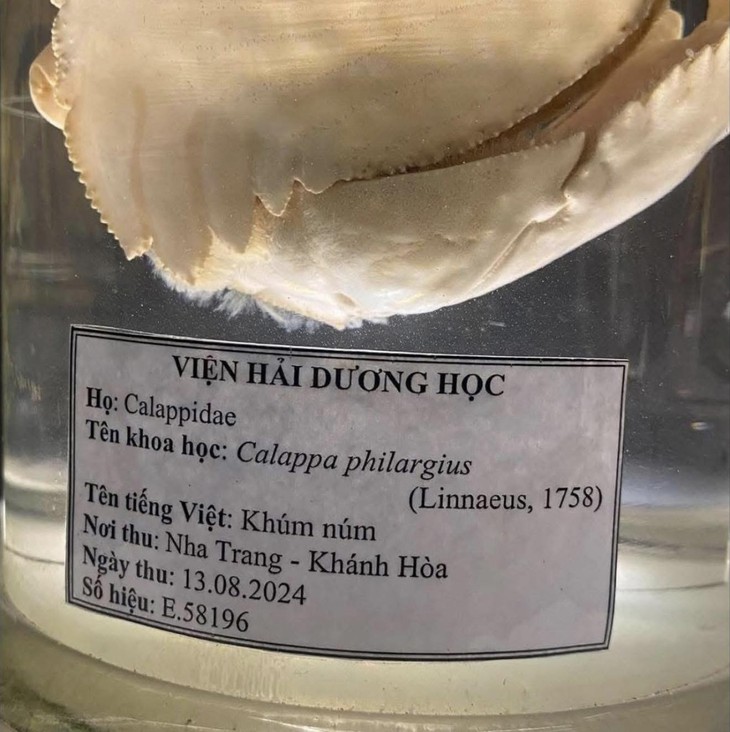 VIỆN HẢI DƯƠNG HỌC
Họ: Calappidae
Tên khoa học: Calappa philargius
(Linnaeus, 1758)
Tên tiếng Việt: Khúm núm
Nơi thu: Nha Trang - Khánh Hòa
Ngày thu: 13.08.2024
Số hiệu: E.58196